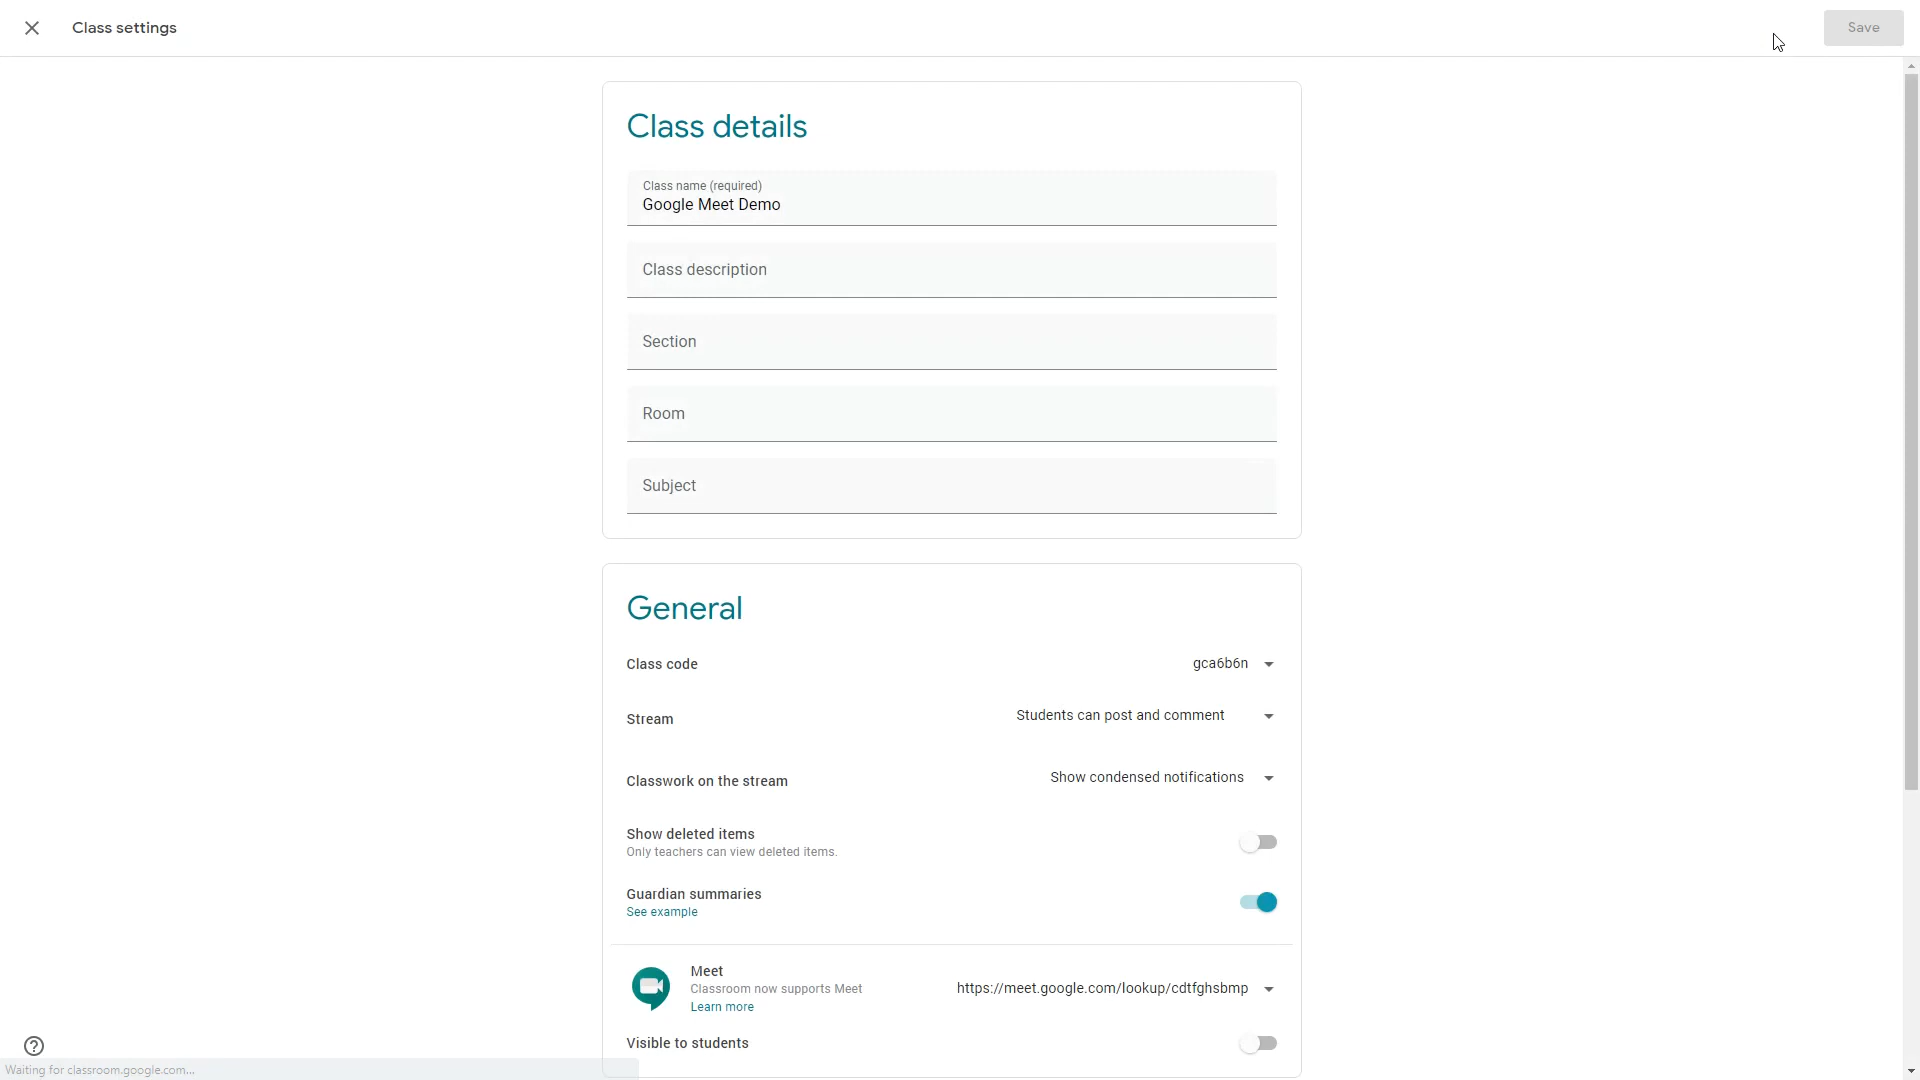 Class settings
Save
Class details
Class name (required)
Google Meet Demo
Class description
Section
Room
Subject
General
Class code
gca6b6n
Stream
Students can post and comment
Classwork on the stream
Show condensed notifications
Show deleted items
Only teachers can view deleted items.
Guardian summaries
See example
Meet
Classroom now supports Meet
https://meet.google.com/lookup/cdtfghsbmp
Learn more
Visible to students
Waiting for classroom.google.com...